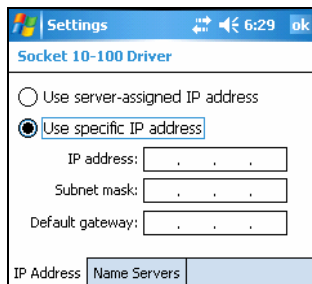 Settings 6:29 ok
Socket 10-100 Driver
Use server-assigned IP address
Use specific IP address
IP address: . . .
Subnet mask: . . .
Default gateway: . . .
IP Address Name Servers